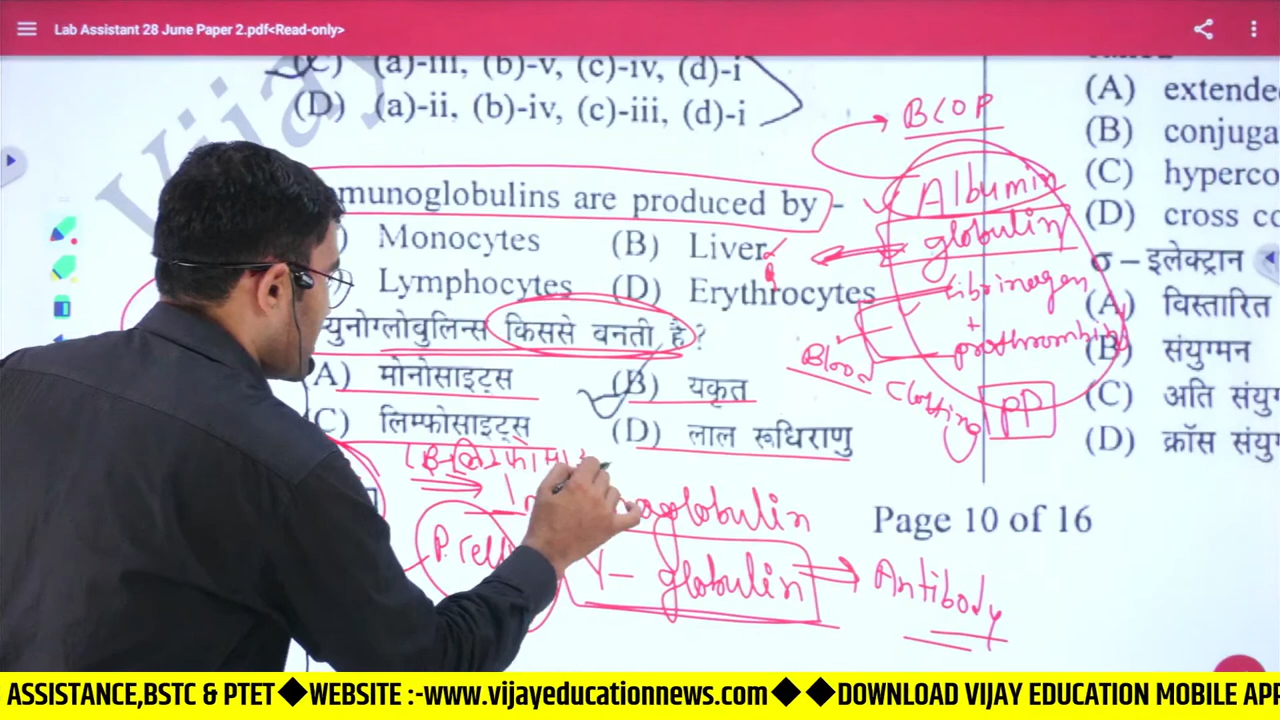 Lab Assistant 28 June Paper 2.pdf<Read-only>
(C) (a)-iii, (b)-v, (c)-iv, (d)-i
(D) (a)-ii, (b)-iv, (c)-iii, (d)-i
Vijay
munoglobulins are produced by -
Monocytes (B) Liver
Lymphocytes (D) Erythrocytes
युनोग्लोबुलिन्स किससे बनती है ?
(A) मोनोसाइट्स (B) यकृत
(C) लिम्फोसाइट्स (D) लाल रूधिराणु
BCOP
Albumin
globulin
fibrinogen
+
prothrombin
Blood Clotting
PP
P. Cell
globulin
γ- globulin ⇒ Antibody
(A) extende
(B) conjuga
(C) hyperco
(D) cross co
σ – इलेक्ट्रान
(A) विस्तारित
(B) संयुग्मन
(C) अति संयु
(D) क्रॉस संयु
Page 10 of 16
ASSISTANCE,BSTC & PTET◆WEBSITE :-www.vijayeducationnews.com◆ ◆DOWNLOAD VIJAY EDUCATION MOBILE APP